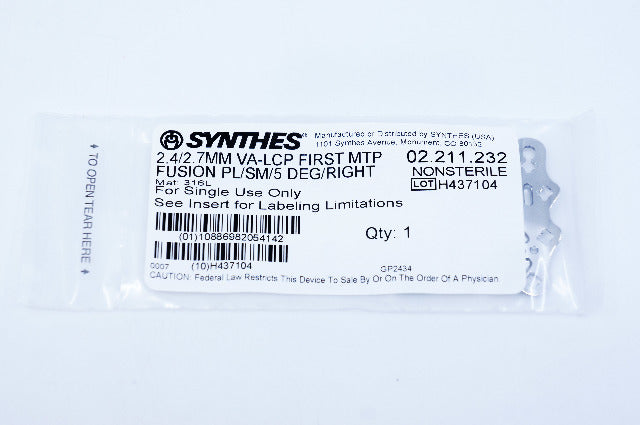 SYNTHES®
Manufactured or Distributed by SYNTHES (USA)
1101 Synthes Avenue, Monument, CO 80132
2.4/2.7MM VA-LCP FIRST MTP
FUSION PL/SM/5 DEG/RIGHT
02.211.232
NONSTERILE
LOT H437104
Mat: 316L
For Single Use Only
See Insert for Labeling Limitations
(01)10886982054142
Qty: 1
(10)H437104
0007
GP2434
CAUTION: Federal Law Restricts This Device To Sale By Or On The Order Of A Physician
TO OPEN TEAR HERE